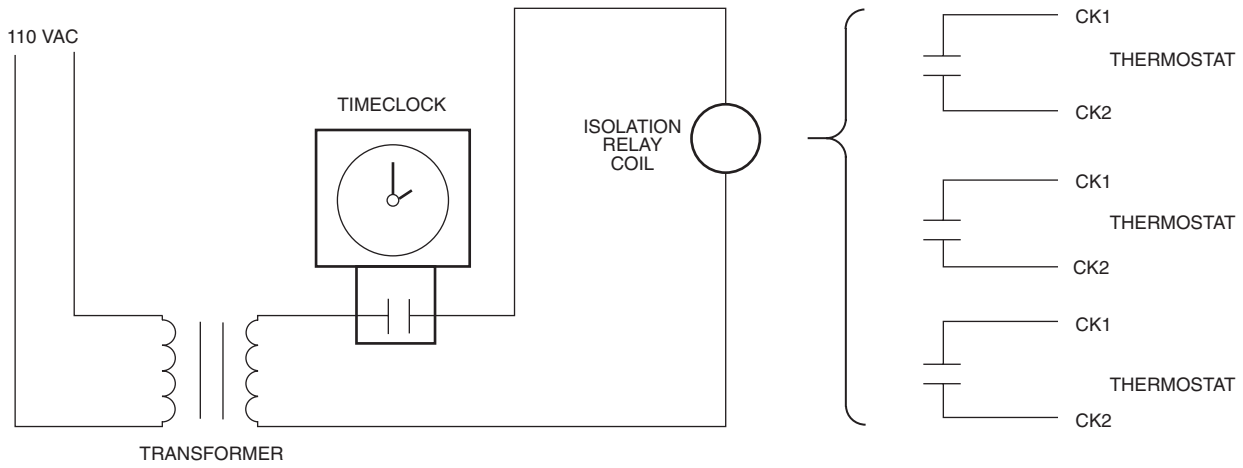 110 VAC
TIMECLOCK
ISOLATION
RELAY
COIL
TRANSFORMER
CK1
THERMOSTAT
CK2
CK1
THERMOSTAT
CK2
CK1
THERMOSTAT
CK2